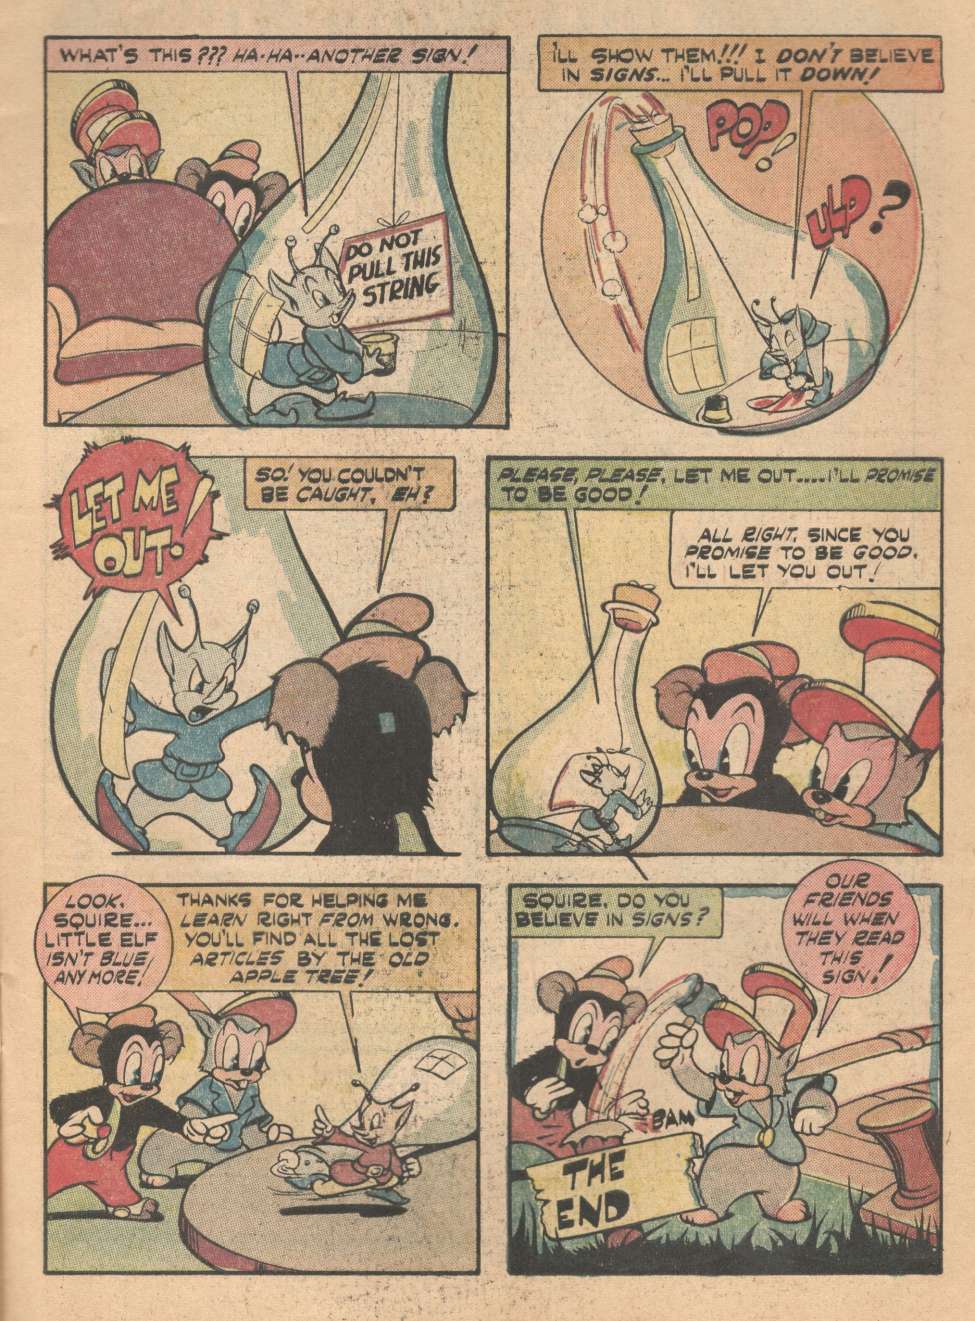 WHAT'S THIS??? HA-HA--ANOTHER SIGN!
DO NOT
PULL THIS
STRING
I'LL SHOW THEM!!! I DON'T BELIEVE
IN SIGNS... I'LL PULL IT DOWN!
POP!
ULP?
LET ME
OUT!
SO! YOU COULDN'T
BE CAUGHT, EH?
PLEASE, PLEASE, LET ME OUT.....I'LL PROMISE
TO BE GOOD!
ALL RIGHT, SINCE YOU
PROMISE TO BE GOOD,
I'LL LET YOU OUT!
LOOK,
SQUIRE...
LITTLE ELF
ISN'T BLUE,
ANY MORE!
THANKS FOR HELPING ME
LEARN RIGHT FROM WRONG.
YOU'LL FIND ALL THE LOST
ARTICLES BY THE OLD
APPLE TREE!
SQUIRE, DO YOU
BELIEVE IN SIGNS?
OUR
FRIENDS
WILL WHEN
THEY READ
THIS
SIGN!
BAM
THE
END